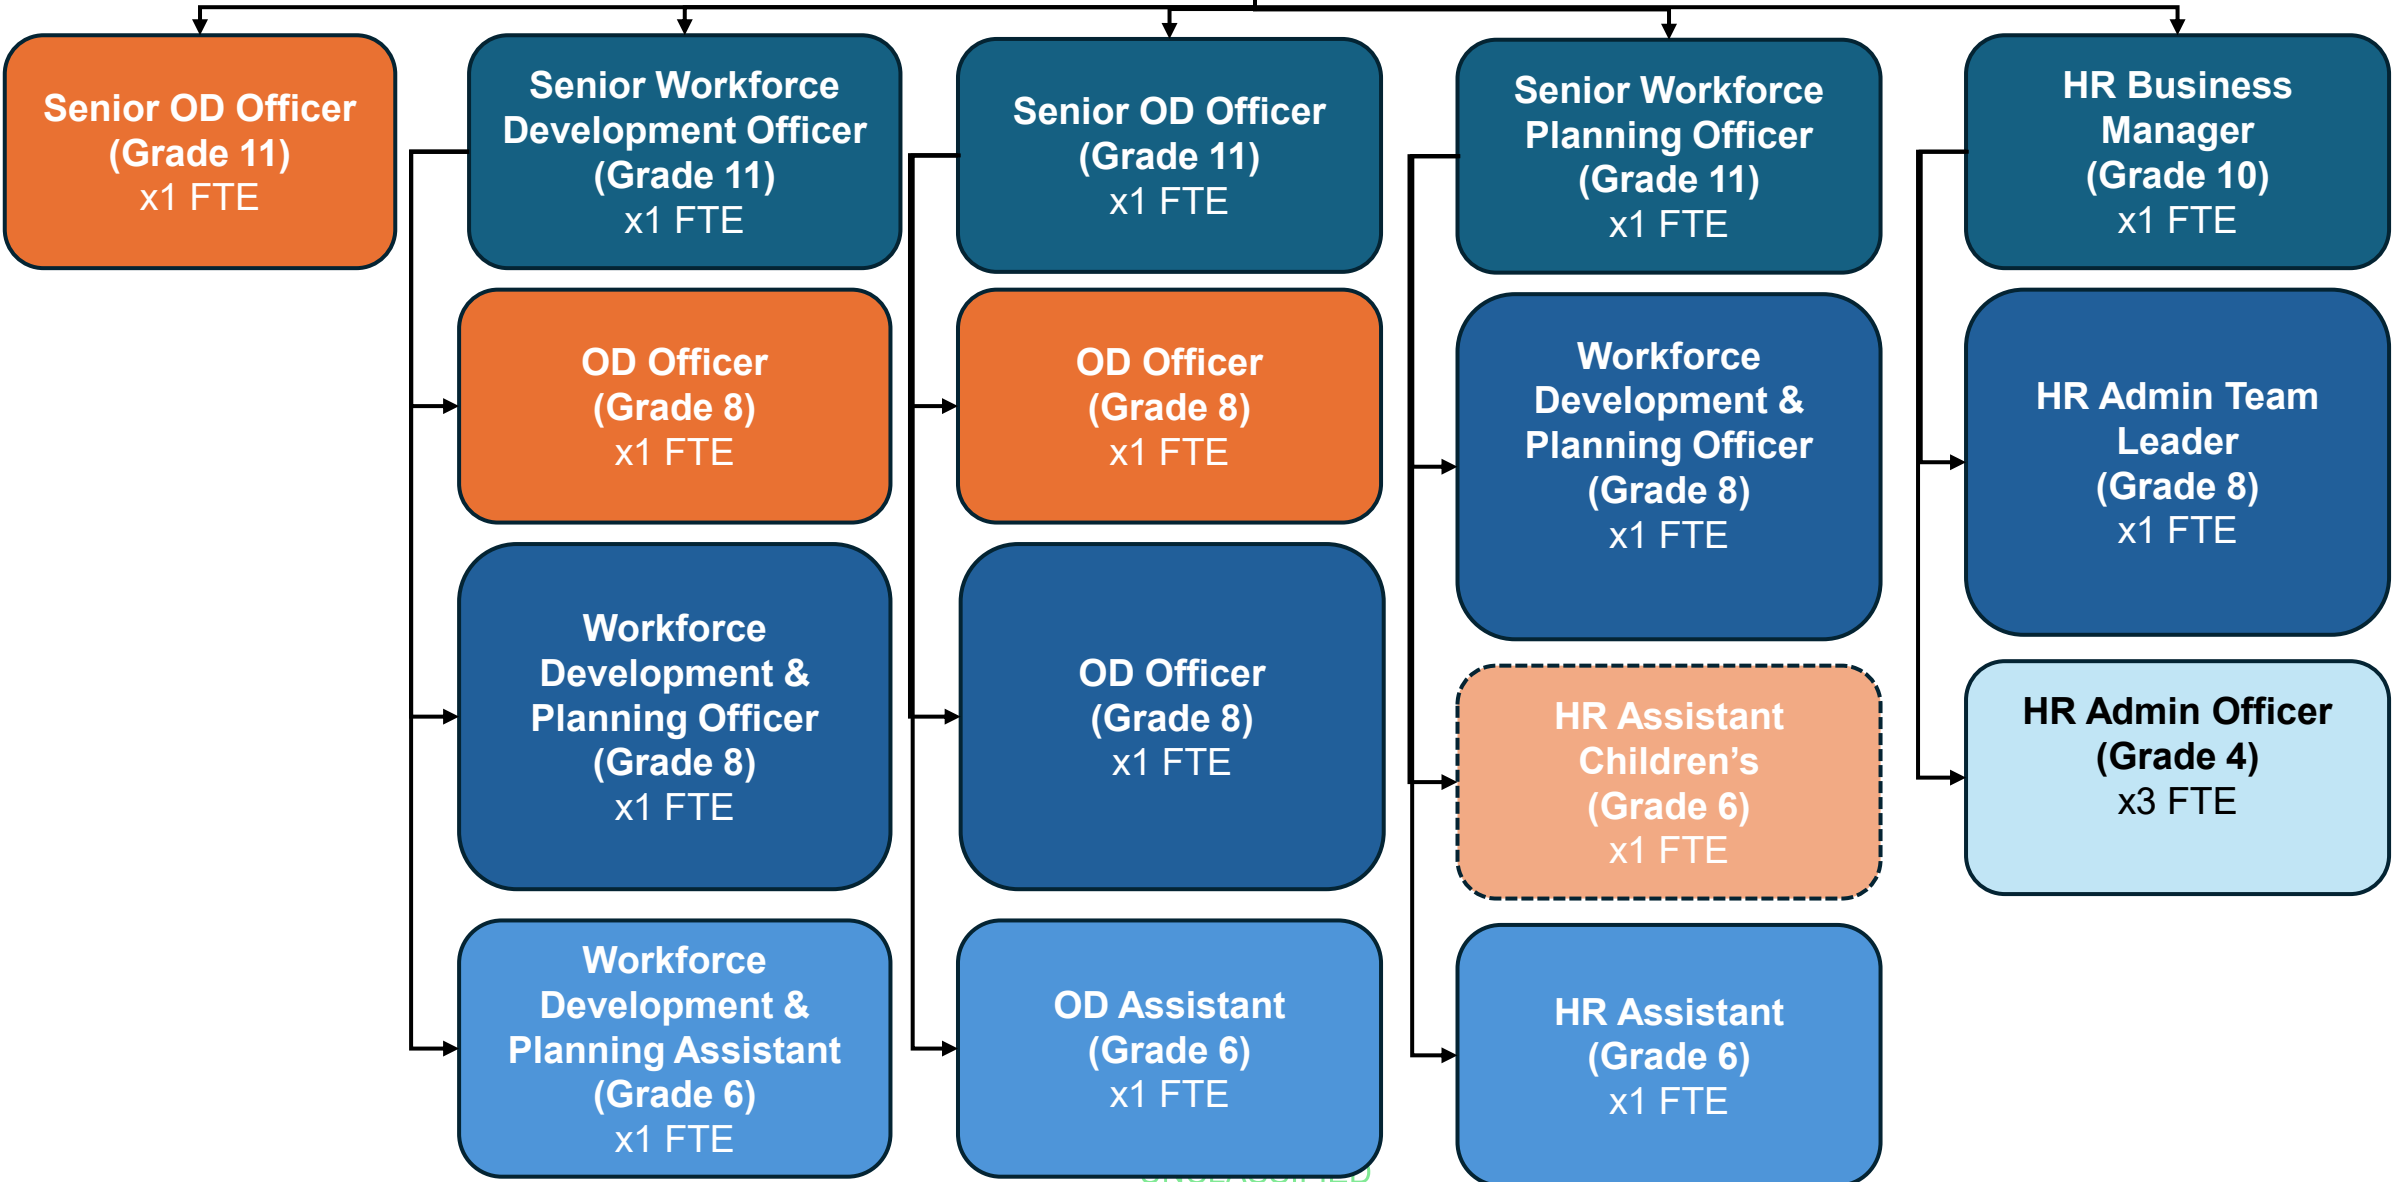 Senior OD Officer
(Grade 11)
x1 FTE
Senior Workforce
Development Officer
(Grade 11)
x1 FTE
Senior OD Officer
(Grade 11)
x1 FTE
Senior Workforce
Planning Officer
(Grade 11)
x1 FTE
HR Business
Manager
(Grade 10)
x1 FTE
OD Officer
(Grade 8)
x1 FTE
OD Officer
(Grade 8)
x1 FTE
Workforce
Development &
Planning Officer
(Grade 8)
x1 FTE
HR Admin Team
Leader
(Grade 8)
x1 FTE
Workforce
Development &
Planning Officer
(Grade 8)
x1 FTE
OD Officer
(Grade 8)
x1 FTE
HR Assistant
Children’s
(Grade 6)
x1 FTE
HR Admin Officer
(Grade 4)
x3 FTE
Workforce
Development &
Planning Assistant
(Grade 6)
x1 FTE
OD Assistant
(Grade 6)
x1 FTE
HR Assistant
(Grade 6)
x1 FTE
UNCLASSIFIED